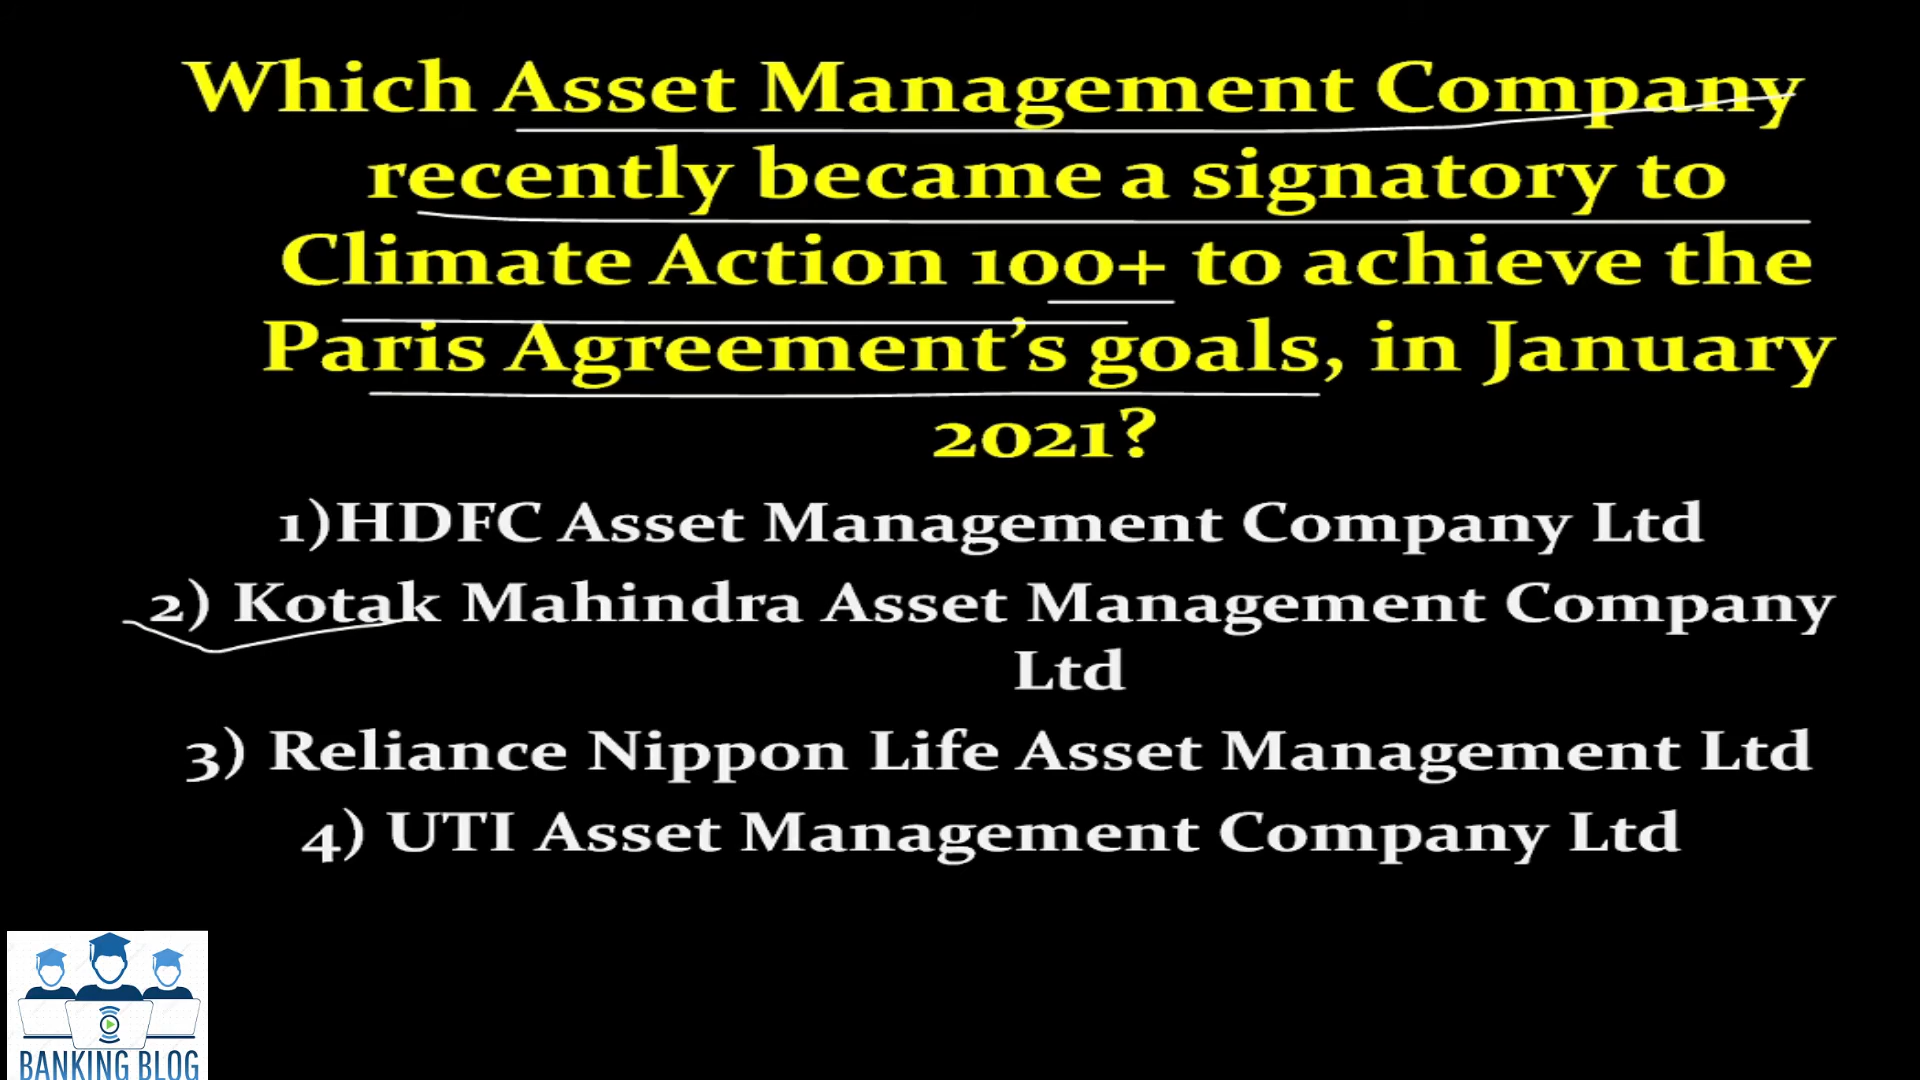 Which Asset Management Company
recently became a signatory to
Climate Action 100+ to achieve the
Paris Agreement’s goals, in January
2021?
1)HDFC Asset Management Company Ltd
2) Kotak Mahindra Asset Management Company
Ltd
3) Reliance Nippon Life Asset Management Ltd
4) UTI Asset Management Company Ltd
BANKING BLOG